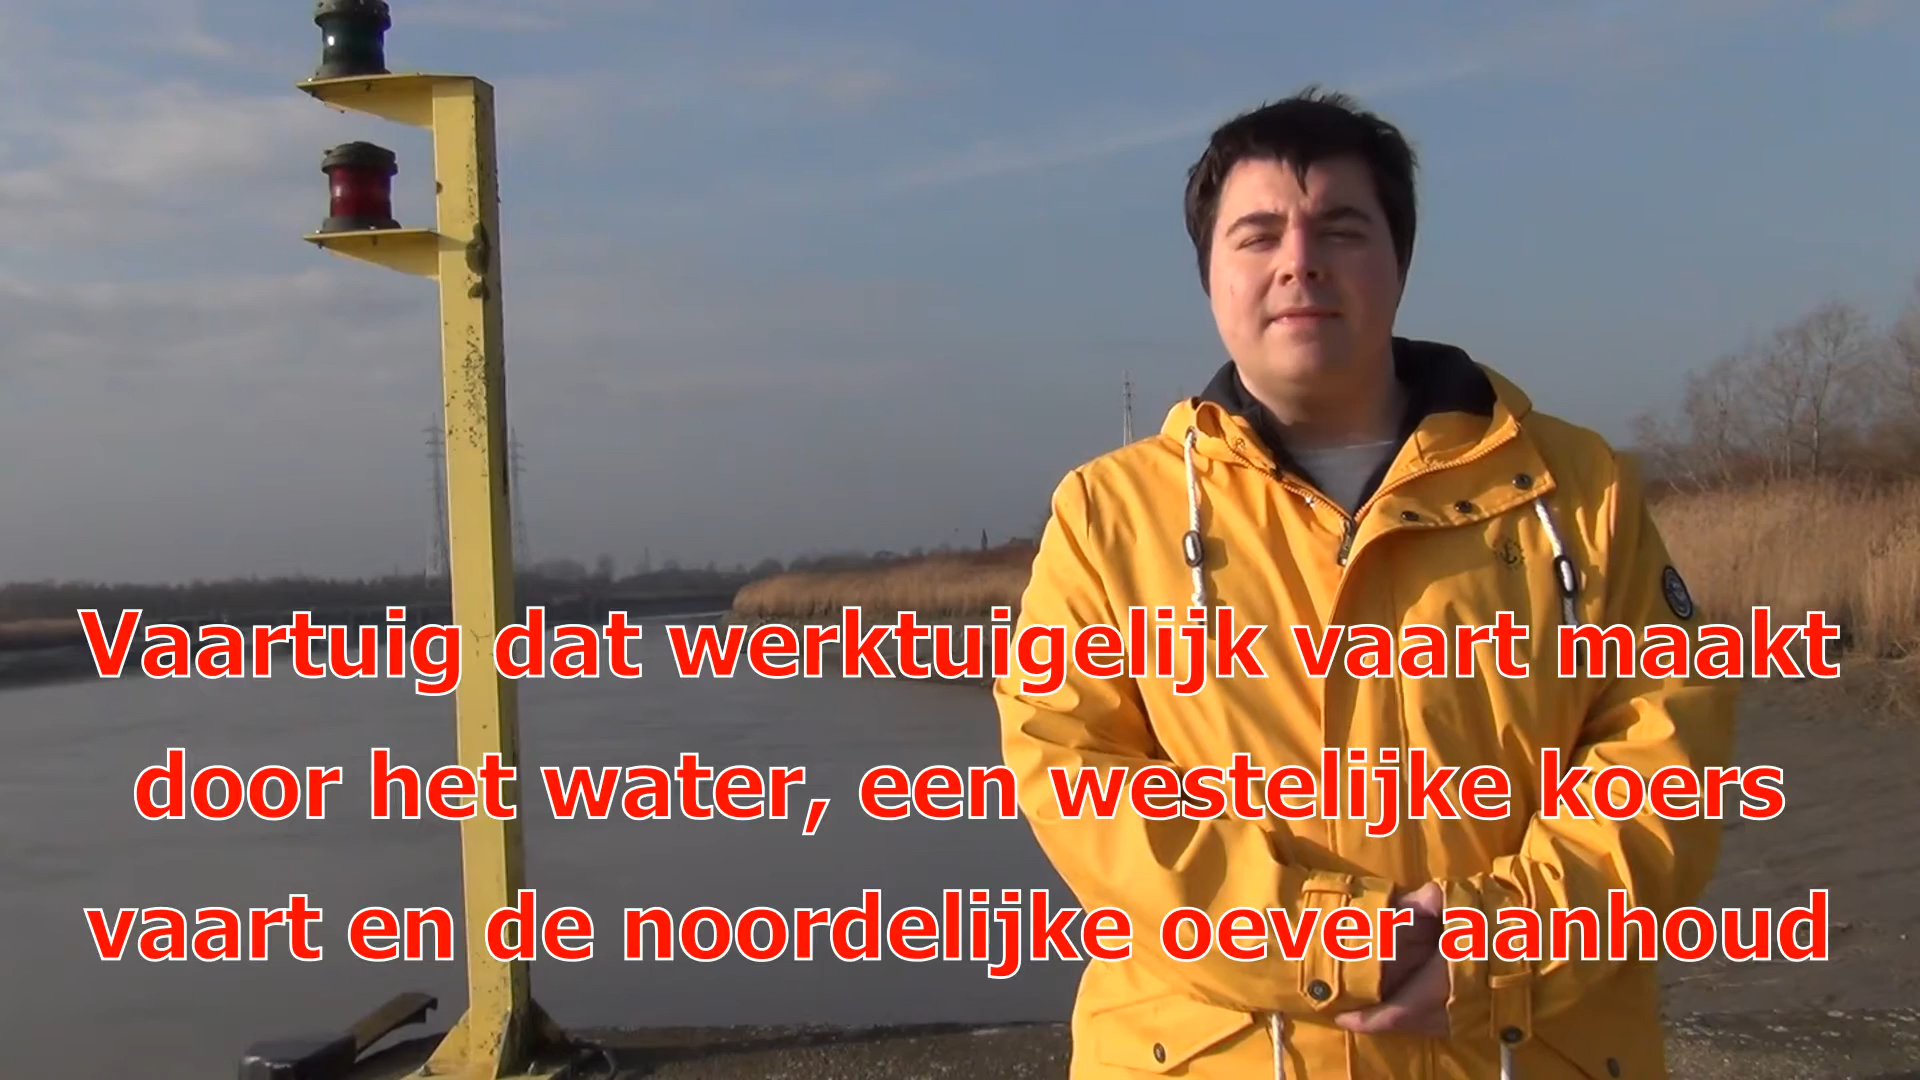 Vaartuig dat werktuigelijk vaart maakt
door het water, een westelijke koers
vaart en de noordelijke oever aanhoud